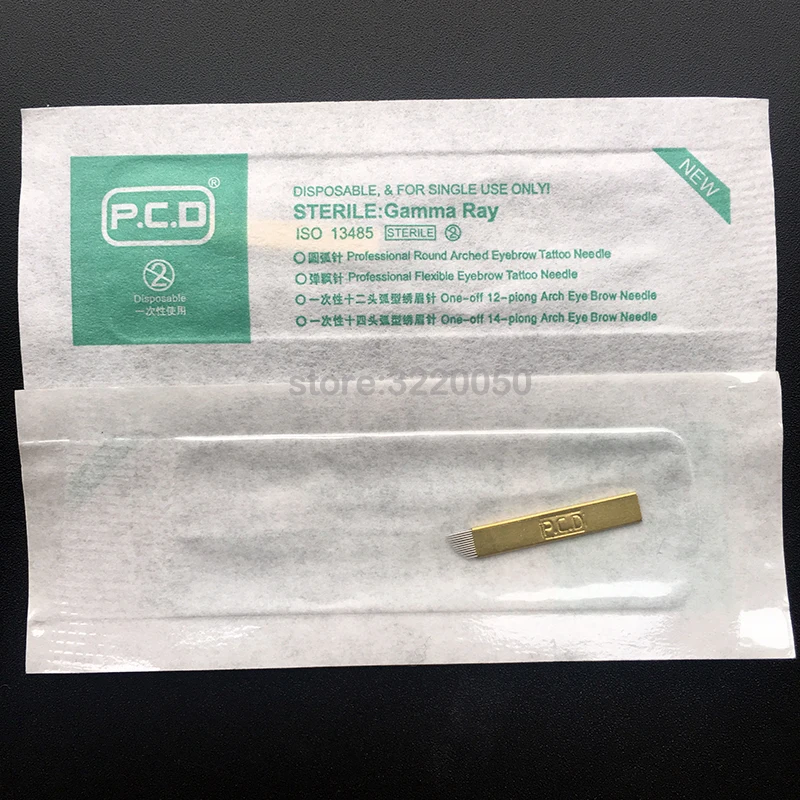 P.C.D®
2
Disposable
一次性使用
NEW
DISPOSABLE, & FOR SINGLE USE ONLY!
STERILE:Gamma Ray
ISO 13485 STERILE 2
圆弧针 Professional Round Arched Eyebrow Tattoo Needle
弹飘针 Professional Flexible Eyebrow Tattoo Needle
一次性十二头弧型绣眉针 One-off 12-piong Arch Eye Brow Needle
一次性十四头弧型绣眉针 One-off 14-piong Arch Eye Brow Needle
store:3220050
P.C.D